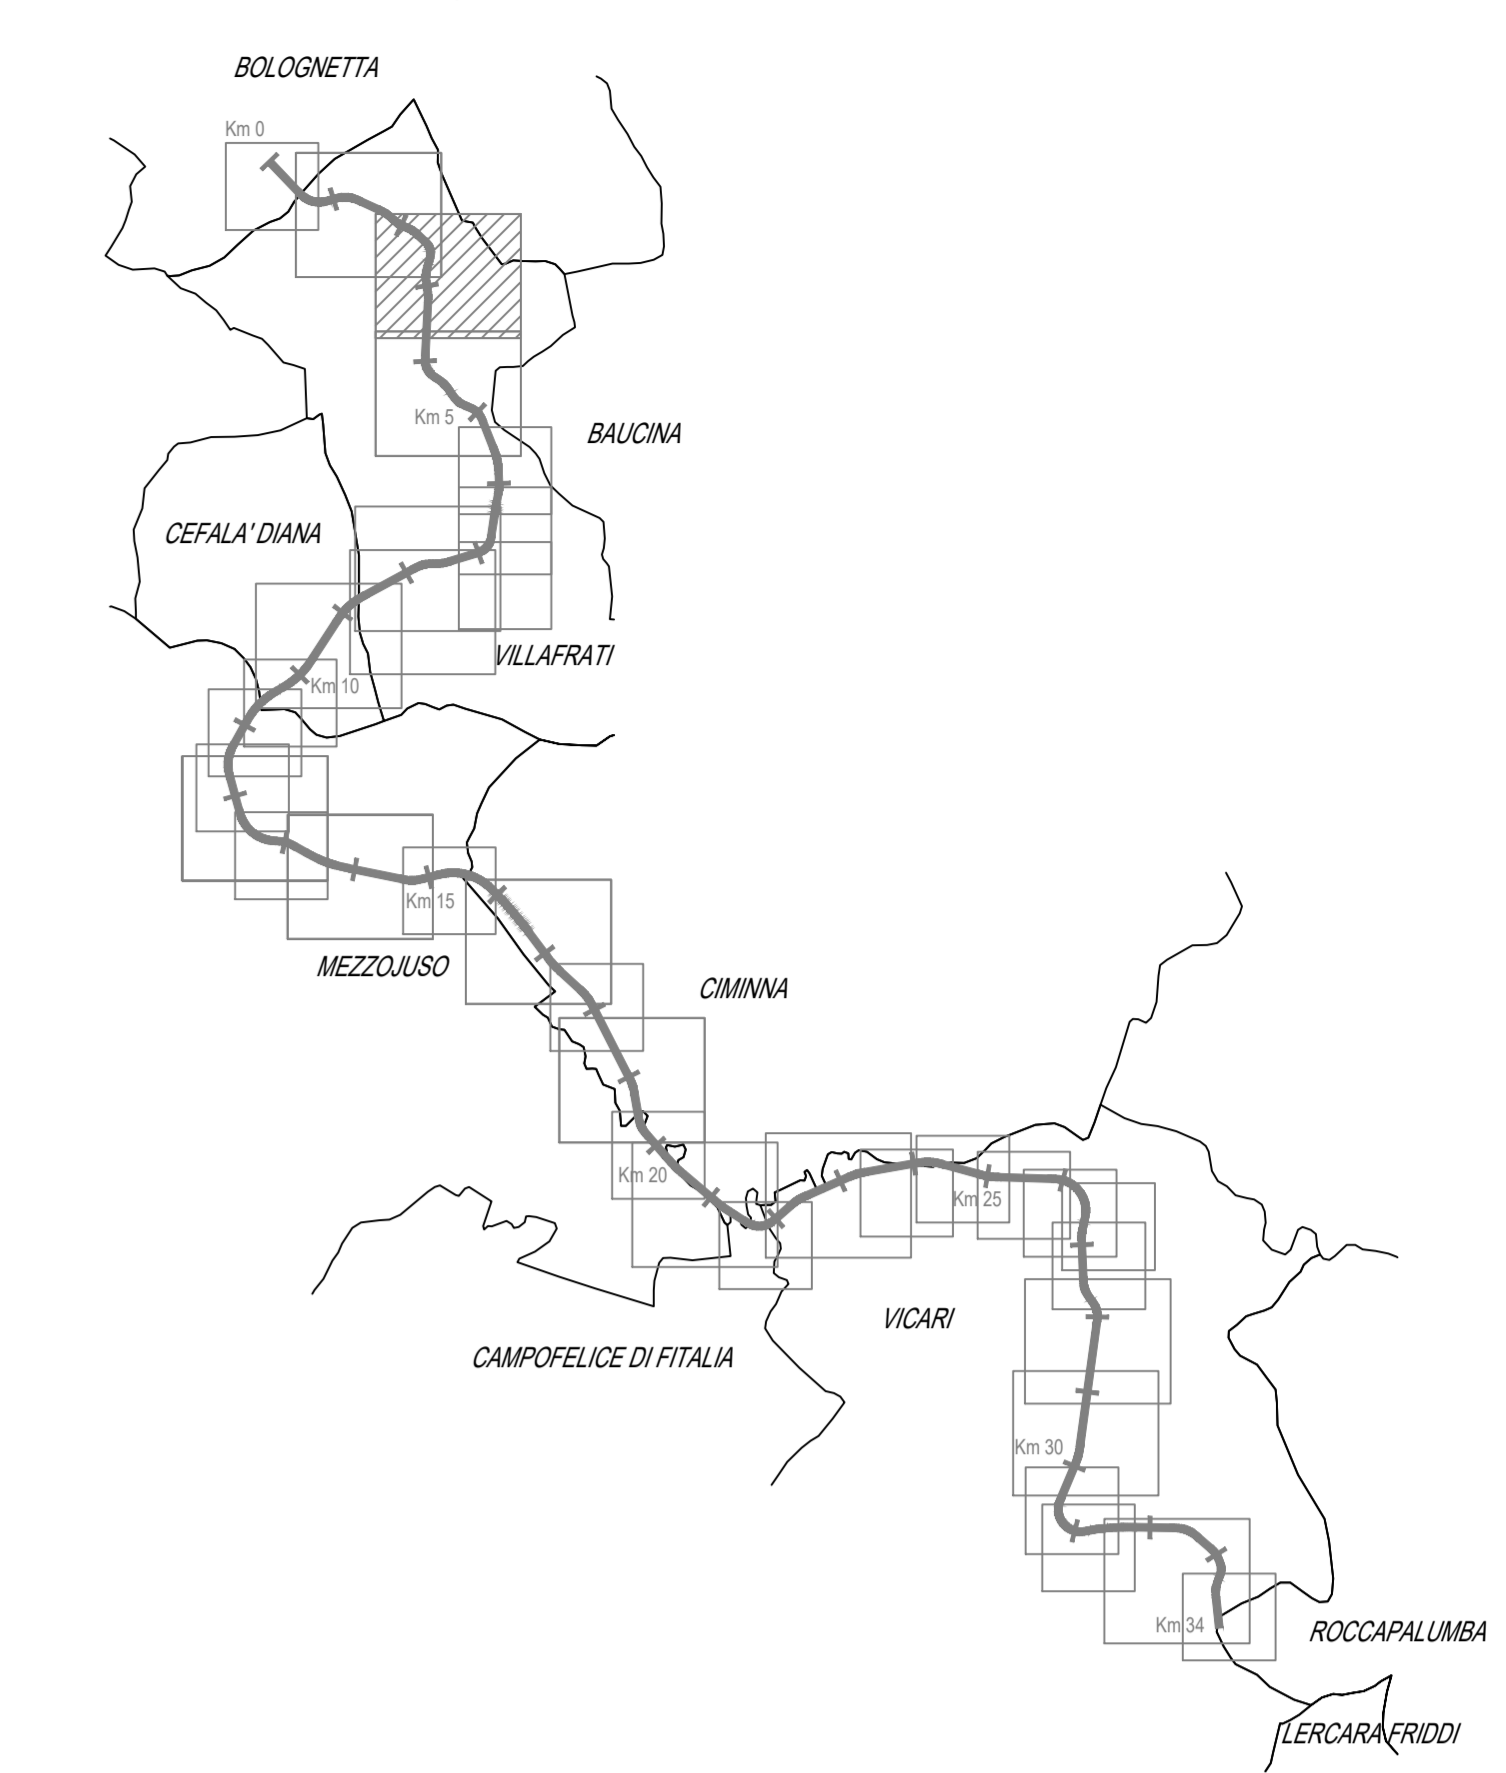 BOLOGNETTA
Km 0
Km 5
BAUCINA
CEFALA' DIANA
VILLAFRATI
Km 10
Km 15
MEZZOJUSO
CIMINNA
Km 20
Km 25
VICARI
CAMPOFELICE DI FITALIA
Km 30
Km 34
ROCCAPALUMBA
LERCARA FRIDDI